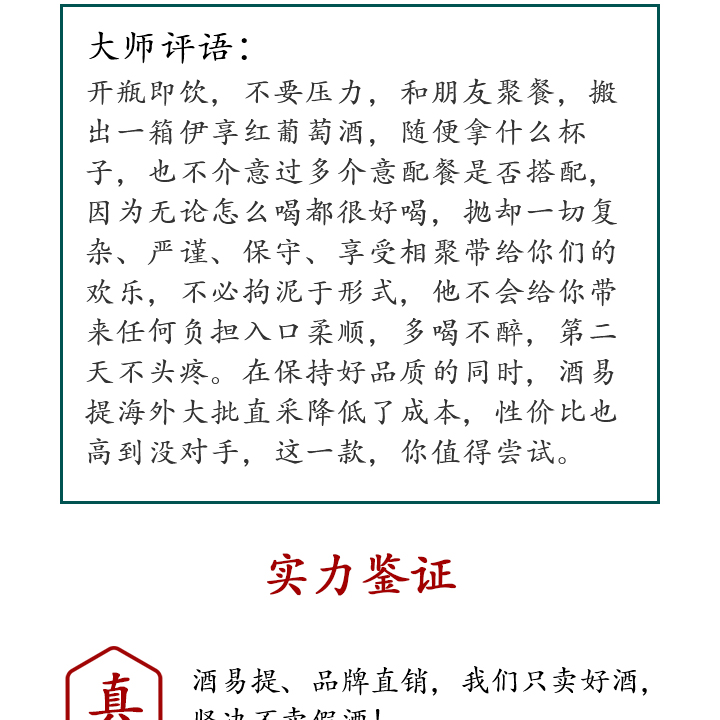 大师评语：
开瓶即饮，不要压力，和朋友聚餐，搬
出一箱伊享红葡萄酒，随便拿什么杯
子，也不介意过多介意配餐是否搭配，
因为无论怎么喝都很好喝，抛却一切复
杂、严谨、保守、享受相聚带给你们的
欢乐，不必拘泥于形式，他不会给你带
来任何负担入口柔顺，多喝不醉，第二
天不头疼。在保持好品质的同时，酒易
提海外大批直采降低了成本，性价比也
高到没对手，这一款，你值得尝试。
实力鉴证
真
酒易提、品牌直销，我们只卖好酒，
坚决不卖假酒！